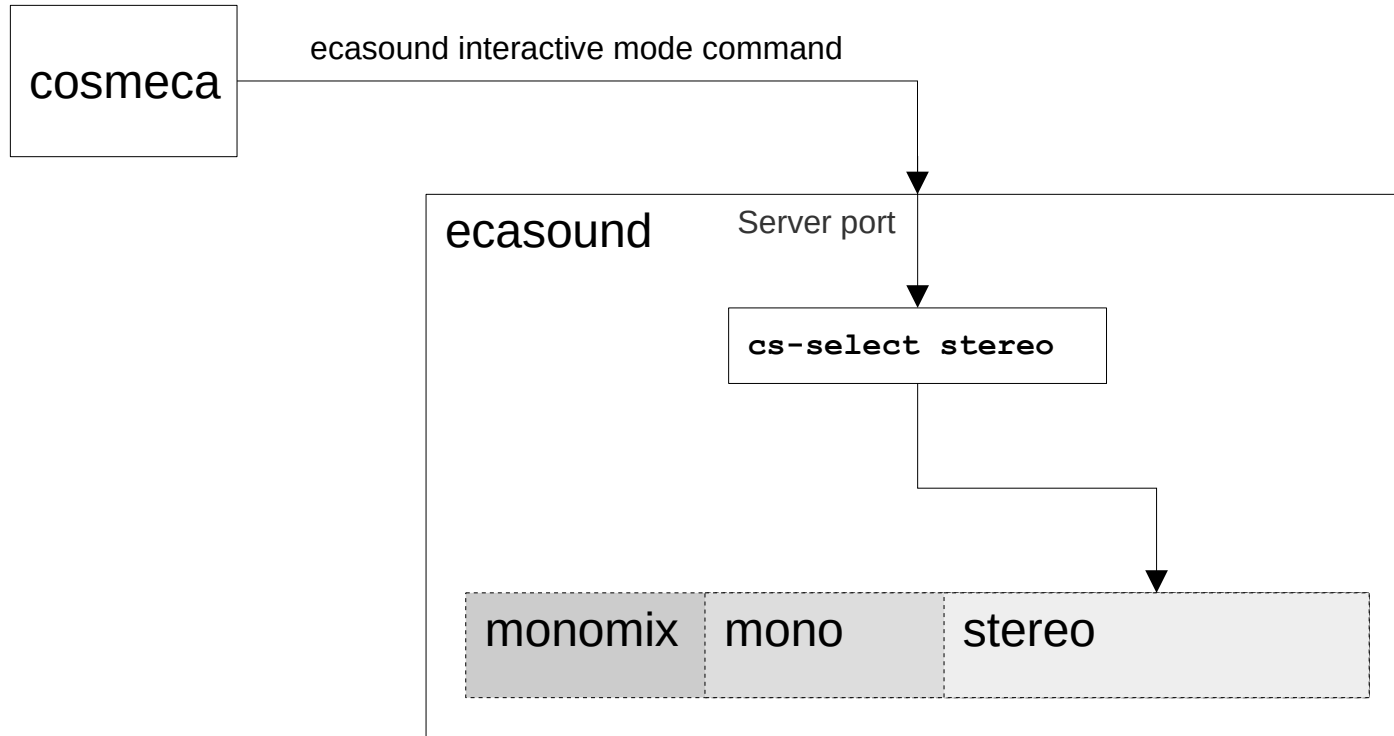 ecasound interactive mode command
cosmeca
ecasound
Server port
cs-select stereo
monomix
mono
stereo